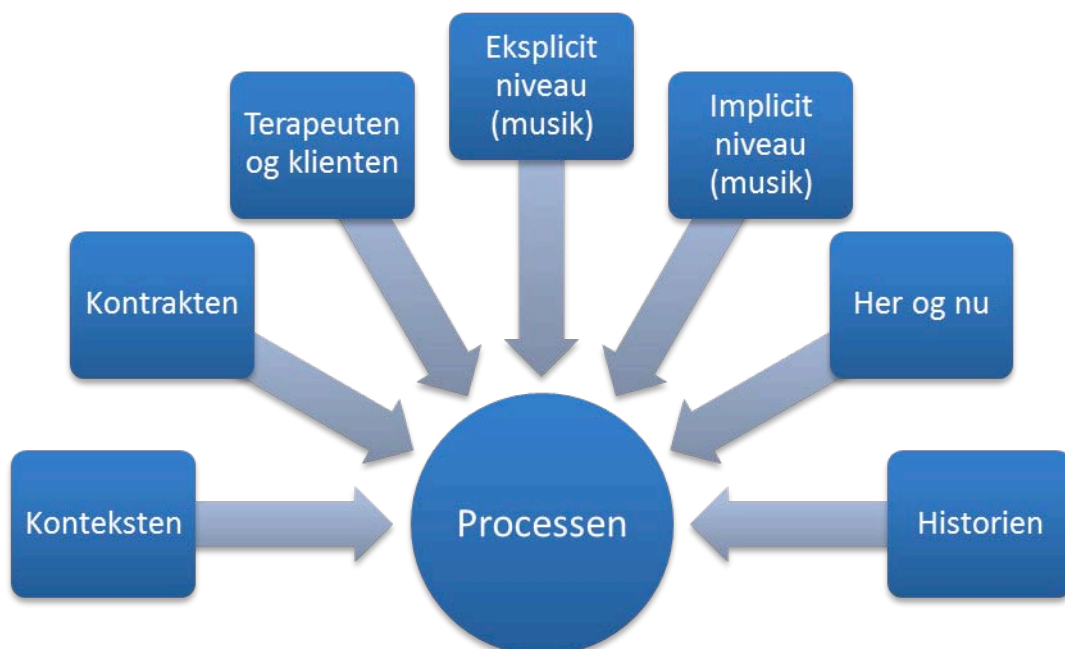 Eksplicit
niveau
(musik)
Implicit
niveau
(musik)
Terapeuten
og klienten
Kontrakten
Her og nu
Konteksten
Processen
Historien